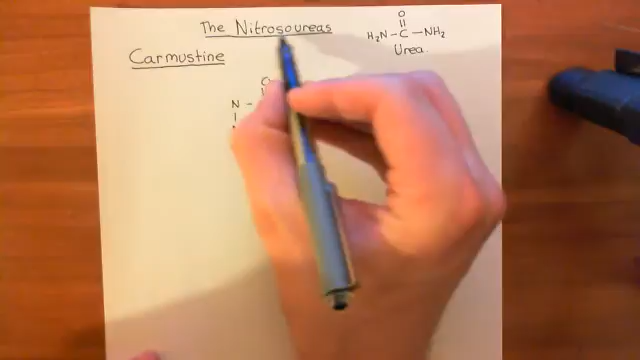 The Nitrosoureas
O
H₂N-C-NH₂
Urea
Carmustine
O
N -